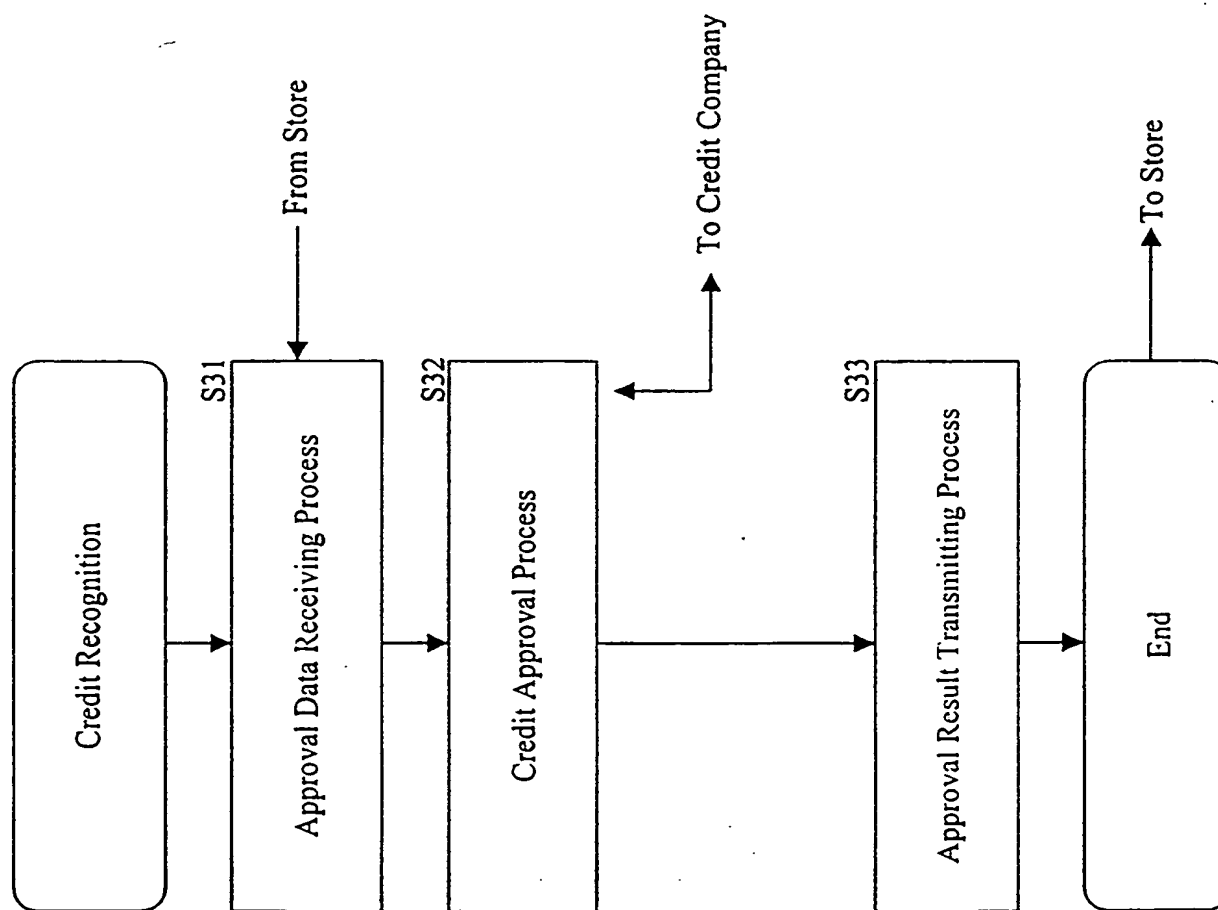 Credit Recognition
S31
Approval Data Receiving Process
From Store
S32
Credit Approval Process
To Credit Company
S33
Approval Result Transmitting Process
End
To Store